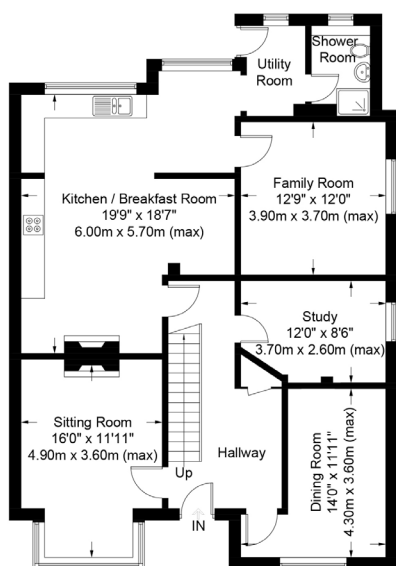 Shower
Room
Utility
Room
Family Room
12'9" x 12'0"
3.90m x 3.70m (max)
Kitchen / Breakfast Room
19'9" x 18'7"
6.00m x 5.70m (max)
Study
12'0" x 8'6"
3.70m x 2.60m (max)
Sitting Room
16'0" x 11'11"
4.90m x 3.60m (max)
Hallway
Up
IN
Dining Room
14'0" x 11'11"
4.30m x 3.60m (max)